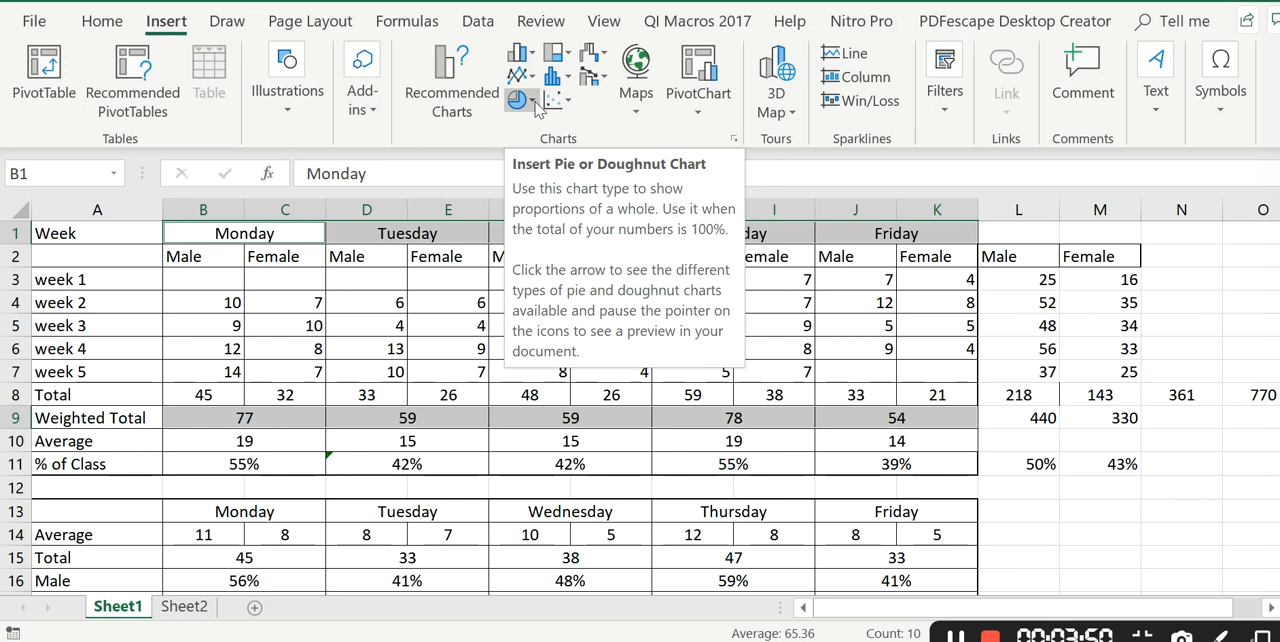 File Home Insert Draw Page Layout Formulas Data Review View QI Macros 2017 Help Nitro Pro PDFescape Desktop Creator Tell me
PivotTable Recommended PivotTables Table Illustrations Add-ins Recommended Charts Maps PivotChart 3D Map Line Column Win/Loss Filters Link Comment Text Symbols
Tables Charts Tours Sparklines Links Comments
B1 fx Monday
Insert Pie or Doughnut Chart
Use this chart type to show
proportions of a whole. Use it when
the total of your numbers is 100%.
Click the arrow to see the different
types of pie and doughnut charts
available and pause the pointer on
the icons to see a preview in your
document.
A B C D E I J K L M N O
1 Week Monday Tuesday day Friday
2 Male Female Male Female M emale Male Female Male Female
3 week 1 7 7 4 25 16
4 week 2 10 7 6 6 7 12 8 52 35
5 week 3 9 10 4 4 9 5 5 48 34
6 week 4 12 8 13 9 8 9 4 56 33
7 week 5 14 7 10 7 8 4 5 7 37 25
8 Total 45 32 33 26 48 26 59 38 33 21 218 143 361 770
9 Weighted Total 77 59 59 78 54 440 330
10 Average 19 15 15 19 14
11 % of Class 55% 42% 42% 55% 39% 50% 43%
12
13 Monday Tuesday Wednesday Thursday Friday
14 Average 11 8 8 7 10 5 12 8 8 5
15 Total 45 33 38 47 33
16 Male 56% 41% 48% 59% 41%
Sheet1 Sheet2
Average: 65.36 Count: 10 00:03:50